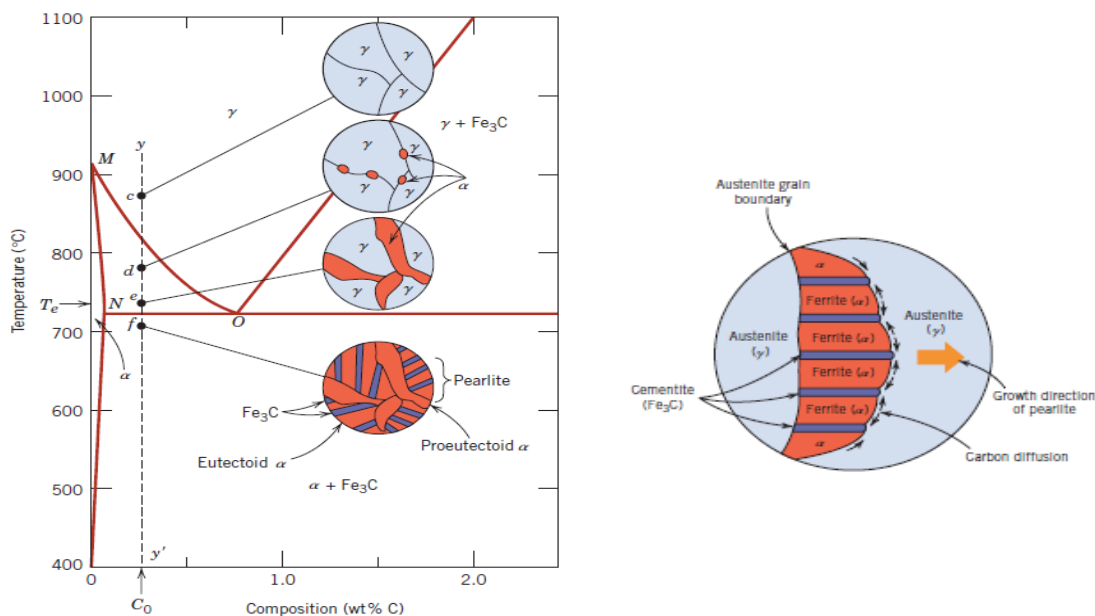 1100
1000
900
800
700
600
500
400
Temperature (°C)
0
1.0
2.0
Composition (wt% C)
C₀
y
y′
M
N
O
Tₑ
c
d
e
f
γ
γ γ
γ
γ
γ + Fe₃C
γ
γ
γ
γ
α
γ
γ
γ
γ
α
Pearlite
Fe₃C
Proeutectoid α
Eutectoid α
α + Fe₃C
Austenite grain
boundary
α
Ferrite (α)
Ferrite (α)
Ferrite (α)
Ferrite (α)
α
Austenite
(γ)
Austenite
(γ)
Cementite
(Fe₃C)
Growth direction
of pearlite
Carbon diffusion